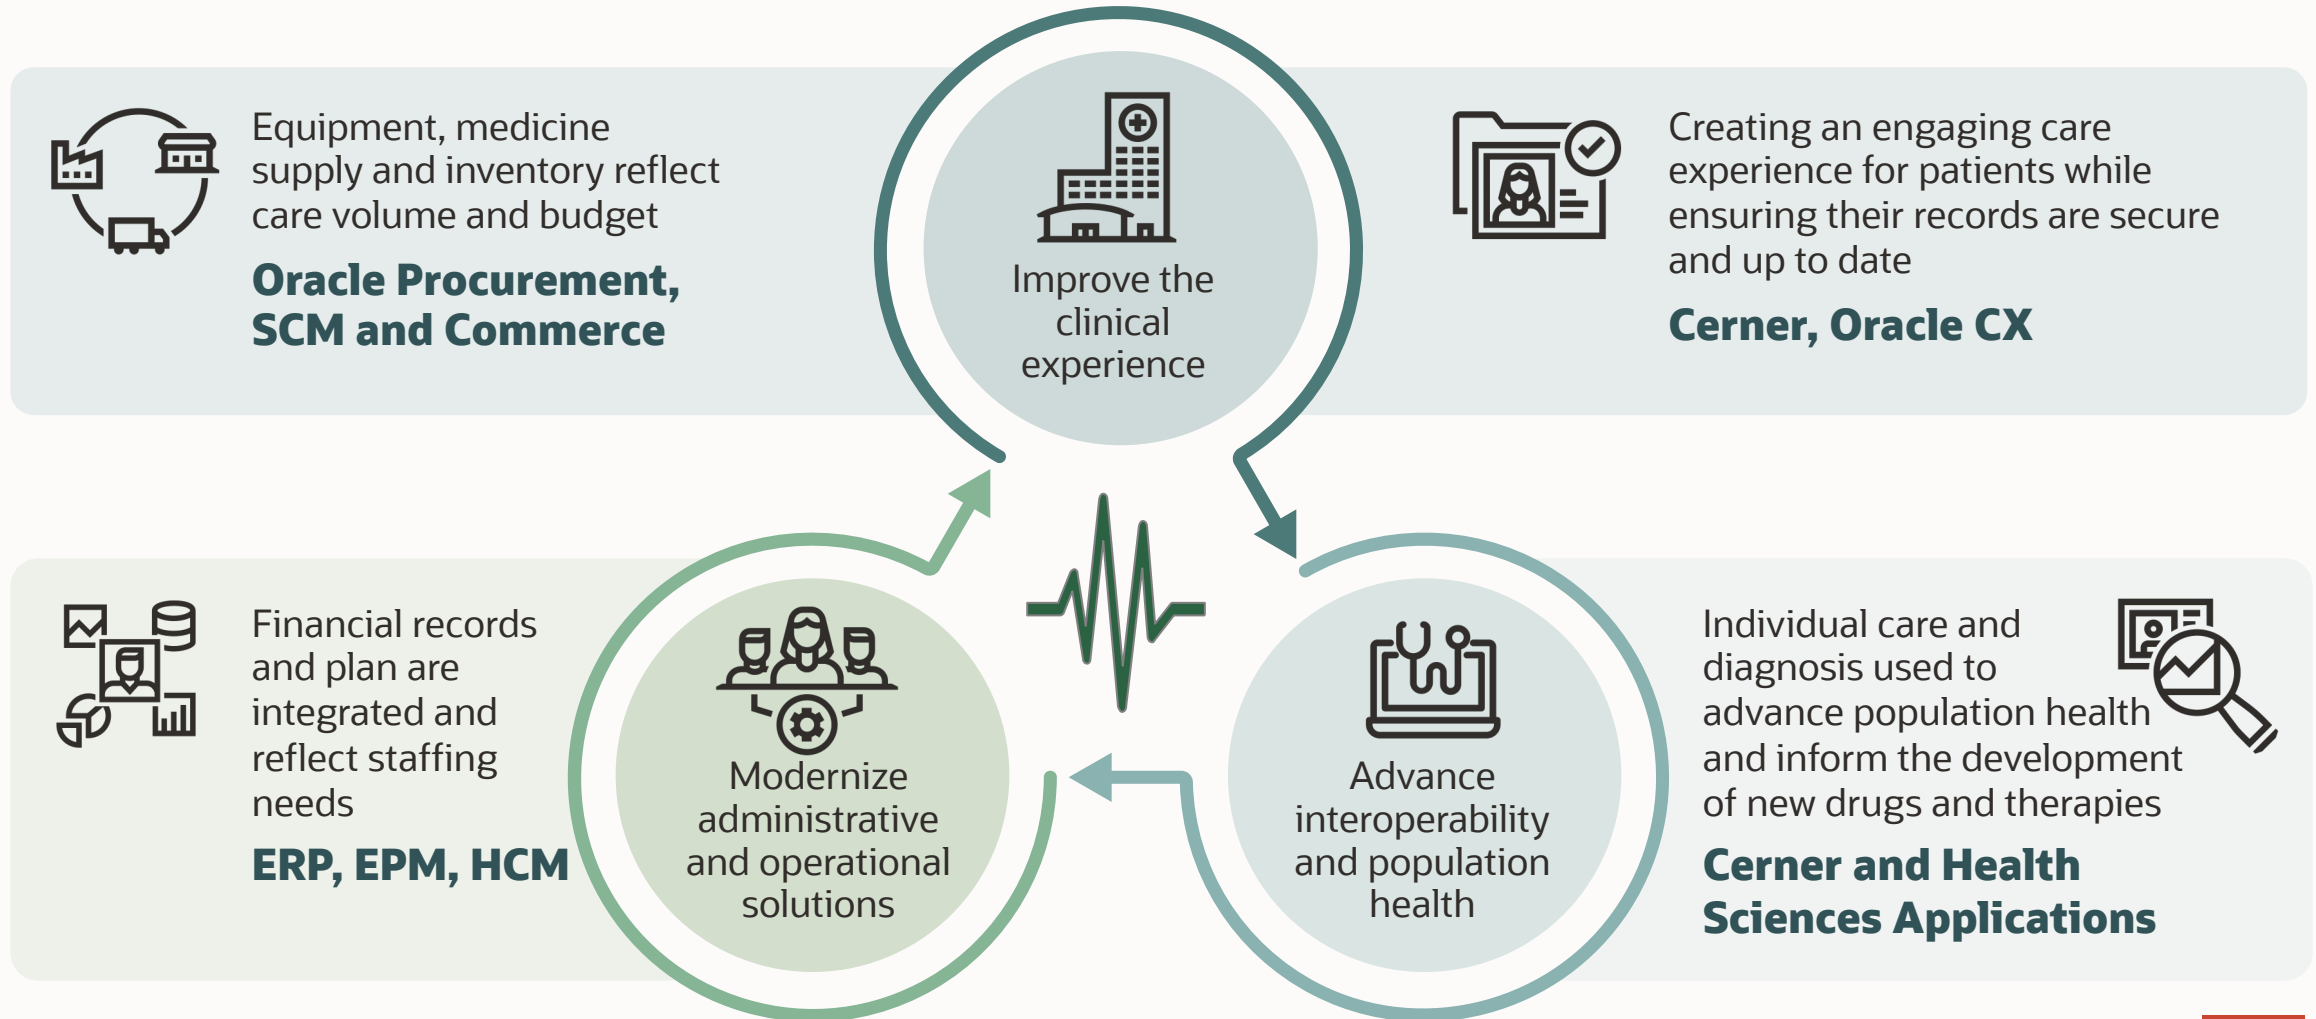 Equipment, medicine
supply and inventory reflect
care volume and budget
Oracle Procurement,
SCM and Commerce
Improve the
clinical
experience
Creating an engaging care
experience for patients while
ensuring their records are secure
and up to date
Cerner, Oracle CX
Financial records
and plan are
integrated and
reflect staffing
needs
ERP, EPM, HCM
Modernize
administrative
and operational
solutions
Advance
interoperability
and population
health
Individual care and
diagnosis used to
advance population health
and inform the development
of new drugs and therapies
Cerner and Health
Sciences Applications